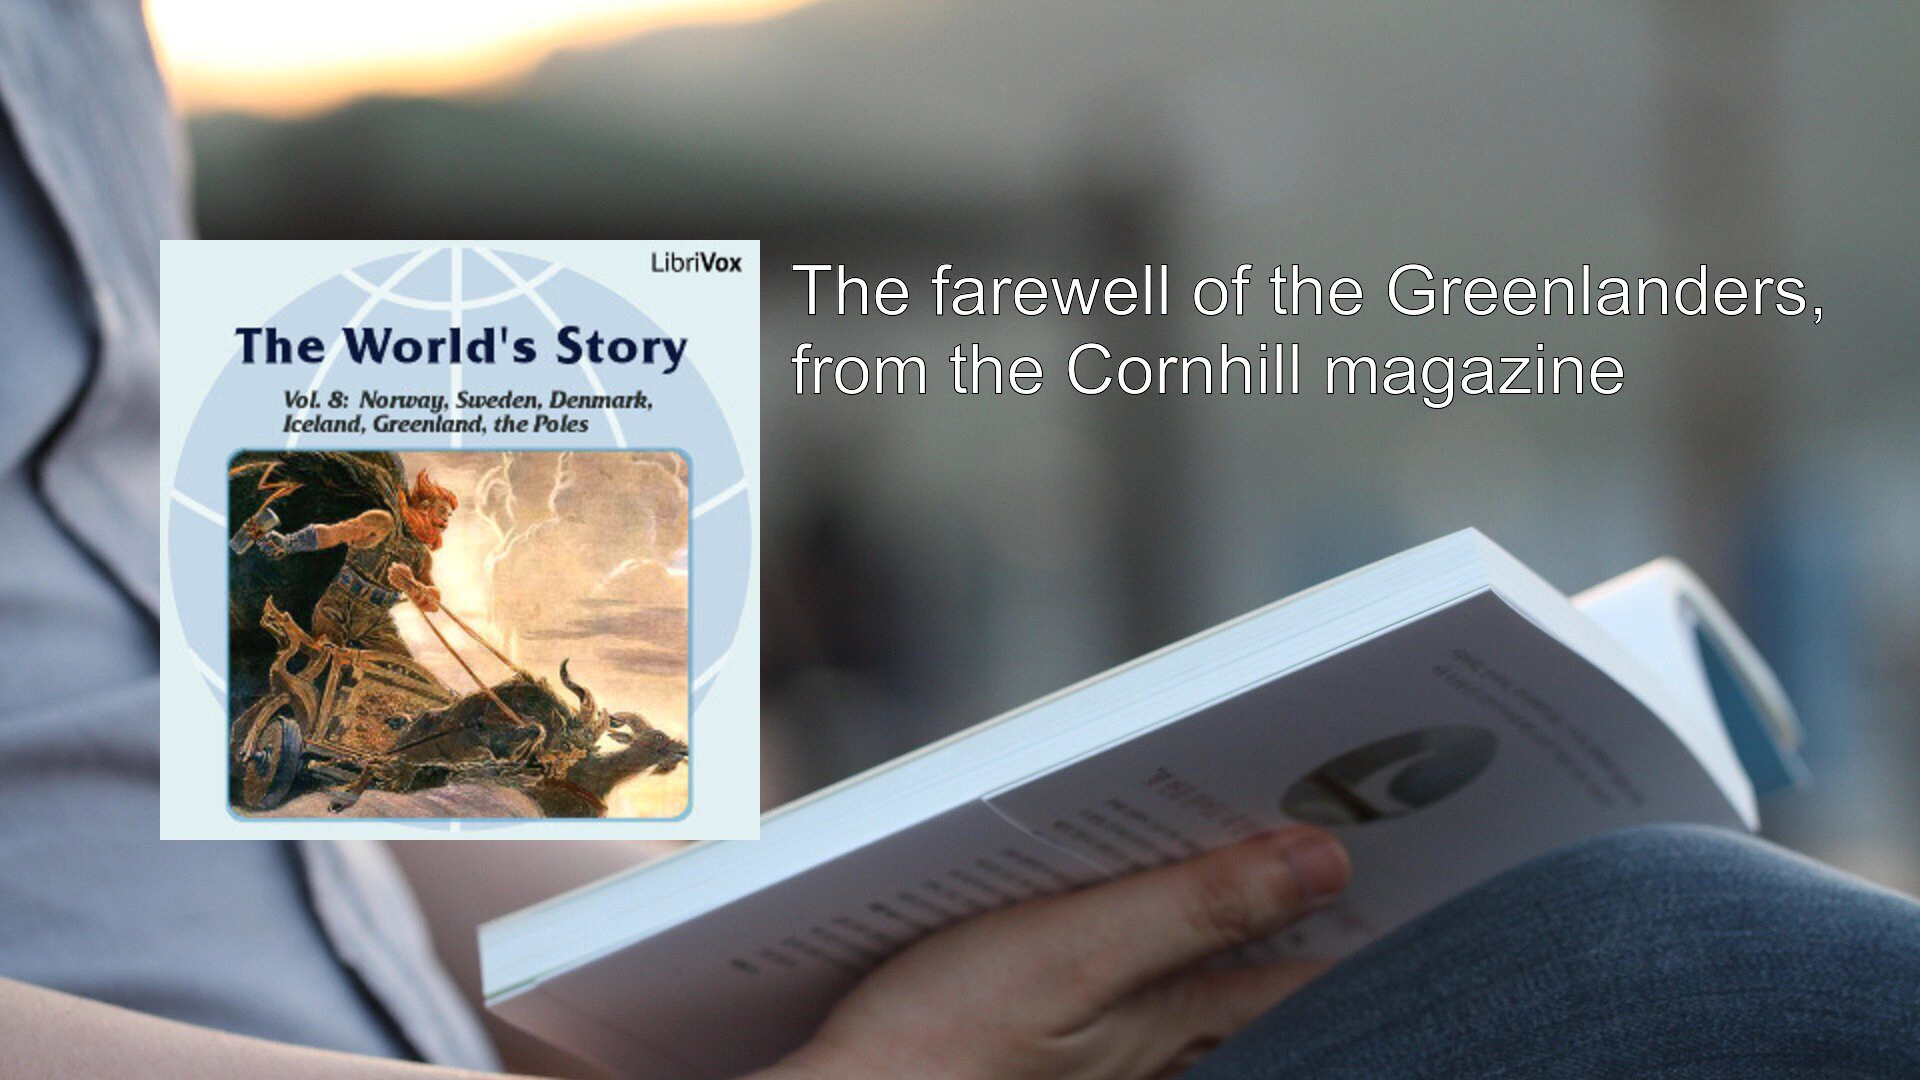 LibriVox
The World's Story
Vol. 8: Norway, Sweden, Denmark,
Iceland, Greenland, the Poles
The farewell of the Greenlanders,
from the Cornhill magazine